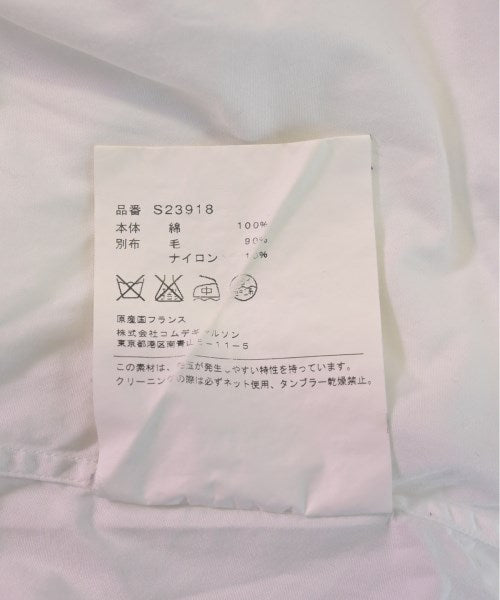 品番 S23918
本体 綿 100%
別布 毛 90%
ナイロン 10%
原産国フランス
株式会社コムデギャルソン
東京都港区南青山5-11-5
この素材は、 が発生しやすい特性を持っています。
クリーニングの際は必ずネット使用、タンブラー乾燥禁止。